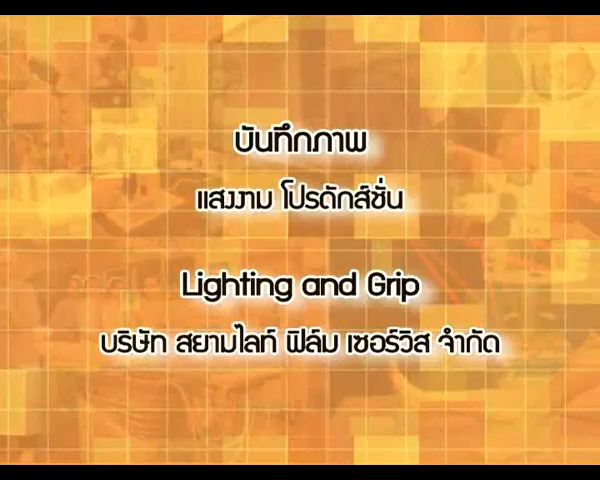 บันทึกภาพ
แสงงาม โปรดักส์ชั่น
Lighting and Grip
บริษัท สยามไลท์ ฟิล์ม เซอร์วิส จำกัด